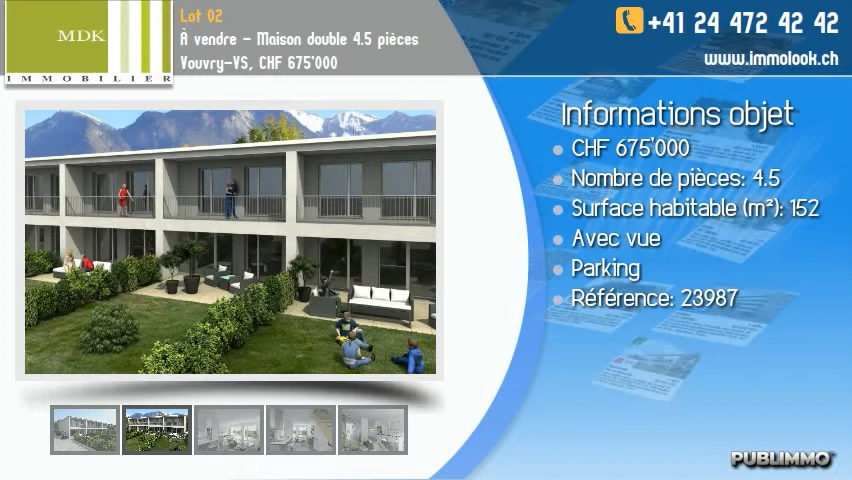 MDK
IMMOBILIER
Lot 02
À vendre - Maison double 4.5 pièces
Vouvry-VS, CHF 675'000
+41 24 472 42 42
www.immolook.ch
Informations objet
CHF 675'000
Nombre de pièces: 4.5
Surface habitable (m²): 152
Avec vue
Parking
Référence: 23987
PUBLIMMO